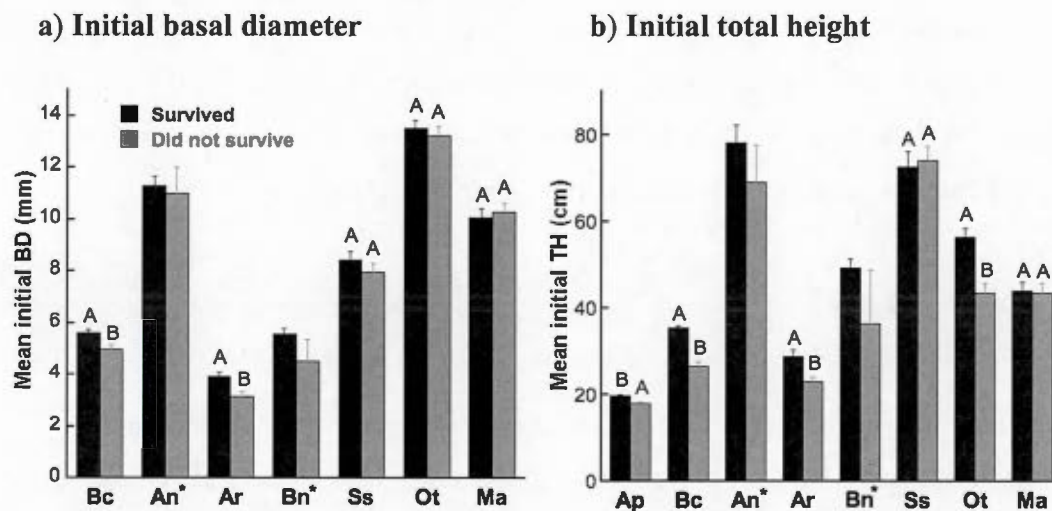 a) Initial basal diameter
b) Initial total height
Mean initial BD (mm)
14
12
10
8
6
4
2
0
Survived
Did not survive
A B
A B
A A
A A
A A
Bc An* Ar Bn* Ss Ot Ma
Mean initial TH (cm)
80
60
40
20
0
B A
A B
A B
A A
A B
A A
Ap Bc An* Ar Bn* Ss Ot Ma